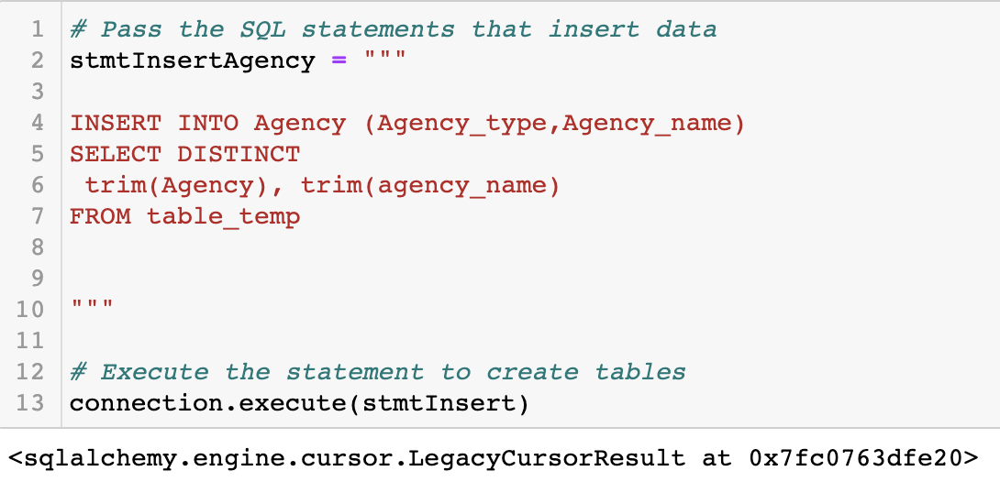 1 # Pass the SQL statements that insert data
2 stmtInsertAgency = """
3
4 INSERT INTO Agency (Agency_type,Agency_name)
5 SELECT DISTINCT
6  trim(Agency), trim(agency_name)
7 FROM table_temp
8
9
10 """
11
12 # Execute the statement to create tables
13 connection.execute(stmtInsert)
<sqlalchemy.engine.cursor.LegacyCursorResult at 0x7fc0763dfe20>